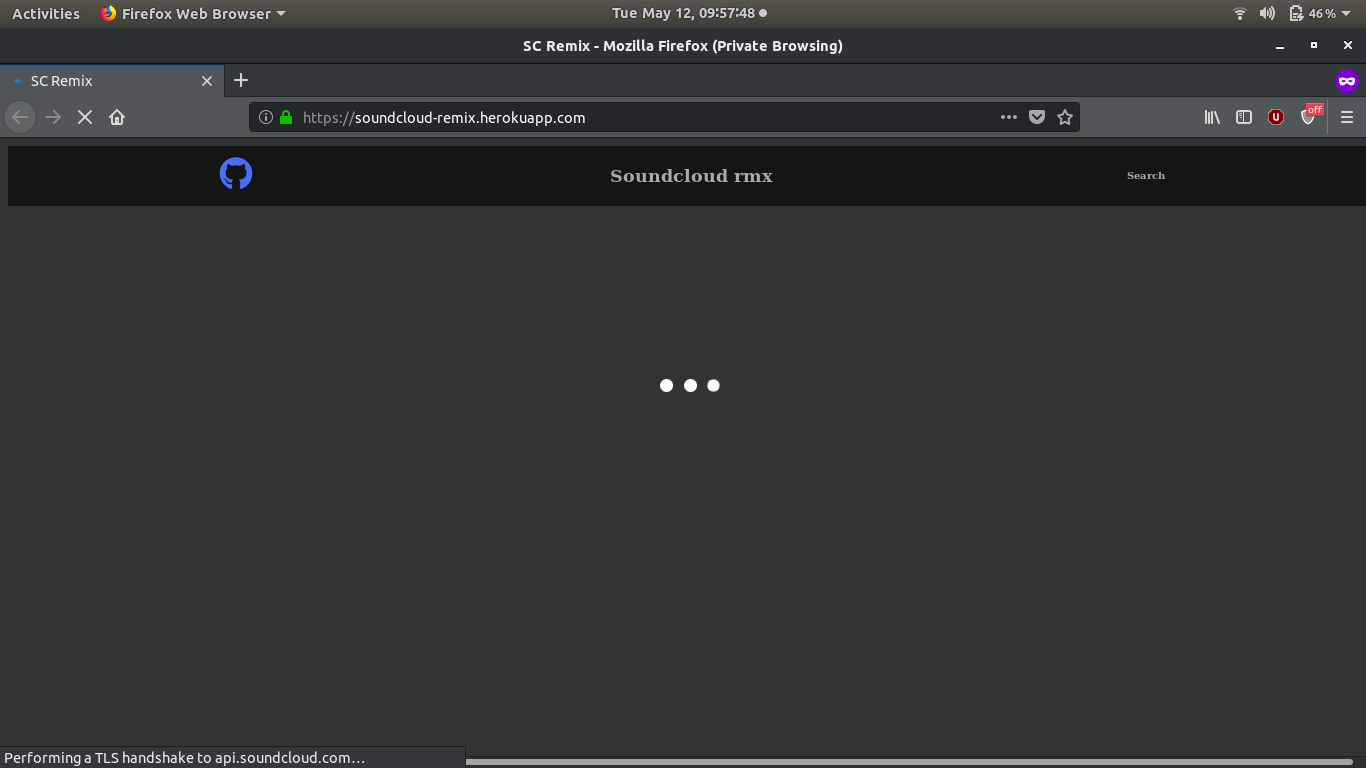 Activities
Firefox Web Browser
Tue May 12, 09:57:48
46%
SC Remix - Mozilla Firefox (Private Browsing)
SC Remix
https://soundcloud-remix.herokuapp.com
off
Soundcloud rmx
Search
Performing a TLS handshake to api.soundcloud.com…